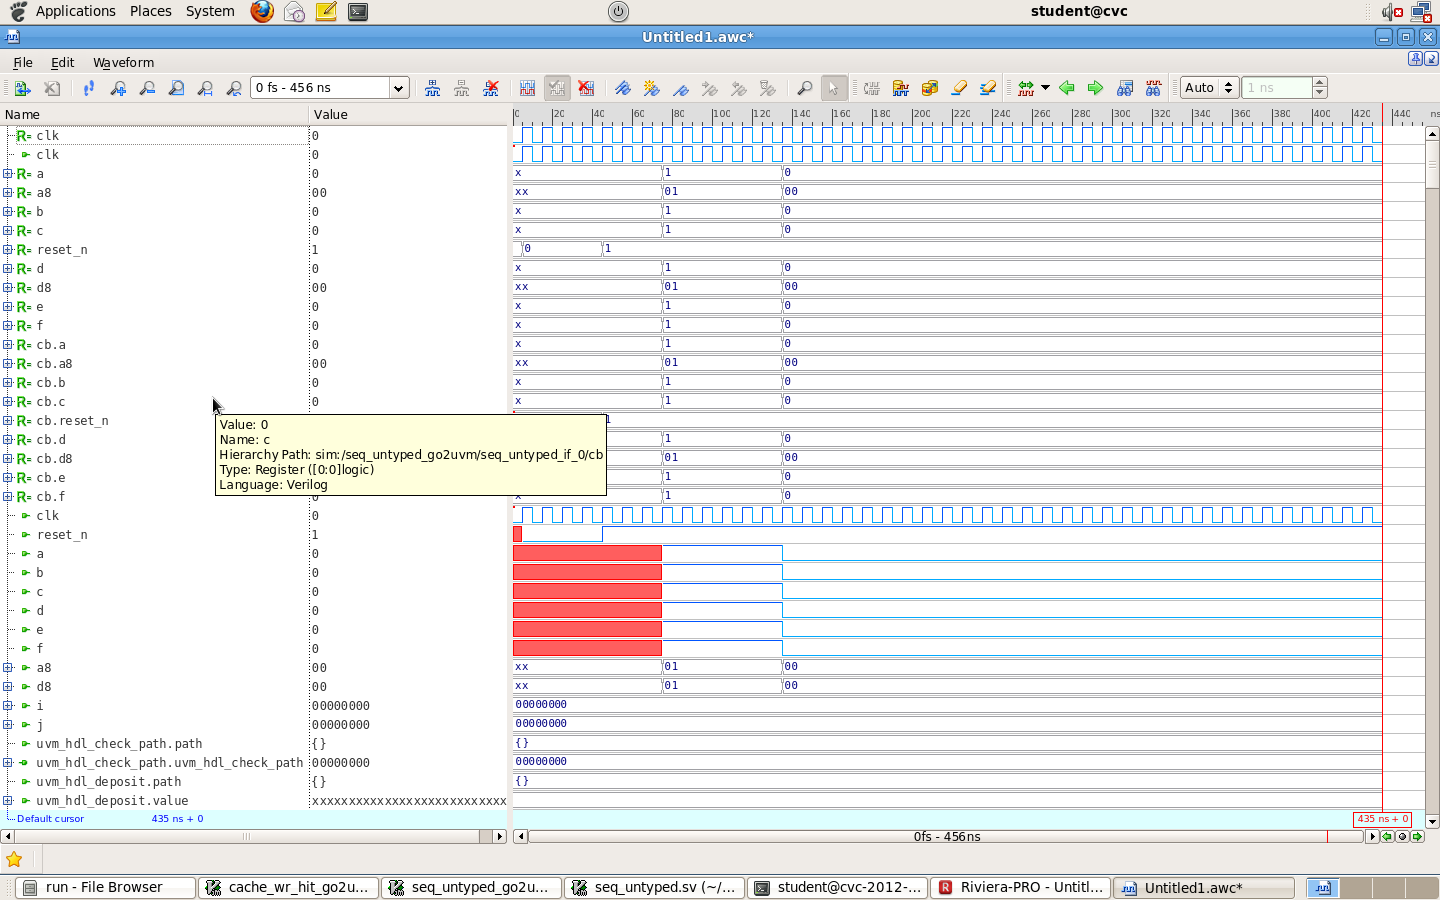 Applications Places System student@cvc
Untitled1.awc*
File Edit Waveform
0 fs - 456 ns Auto 1 ns
Name Value 0 20 40 60 80 100 120 140 160 180 200 220 240 260 280 300 320 340 360 380 400 420 440 ns
R= clk 0
clk 0
R= a 0 x 1 0
R= a8 00 xx 01 00
R= b 0 x 1 0
R= c 0 x 1 0
R= reset_n 1 0 1
R= d 0 x 1 0
R= d8 00 xx 01 00
R= e 0 x 1 0
R= f 0 x 1 0
R= cb.a 0 x 1 0
R= cb.a8 00 xx 01 00
R= cb.b 0 x 1 0
R= cb.c 0 x 1 0
R= cb.reset_n 1
R= cb.d 1 0
R= cb.d8 01 00
R= cb.e 1 0
R= cb.f 0 x 1 0
Value: 0
Name: c
Hierarchy Path: sim:/seq_untyped_go2uvm/seq_untyped_if_0/cb
Type: Register ([0:0]logic)
Language: Verilog
clk 0
reset_n 1
a 0
b 0
c 0
d 0
e 0
f 0
a8 00 xx 01 00
d8 00 xx 01 00
i 00000000 00000000
j 00000000 00000000
uvm_hdl_check_path.path {} {}
uvm_hdl_check_path.uvm_hdl_check_path 00000000 00000000
uvm_hdl_deposit.path {} {}
uvm_hdl_deposit.value xxxxxxxxxxxxxxxxxxxxxxxxxxx
Default cursor 435 ns + 0 435 ns + 0
0fs - 456ns
run - File Browser cache_wr_hit_go2u... seq_untyped_go2u... seq_untyped.sv (~/... student@cvc-2012-... Riviera-PRO - Untitl... Untitled1.awc*